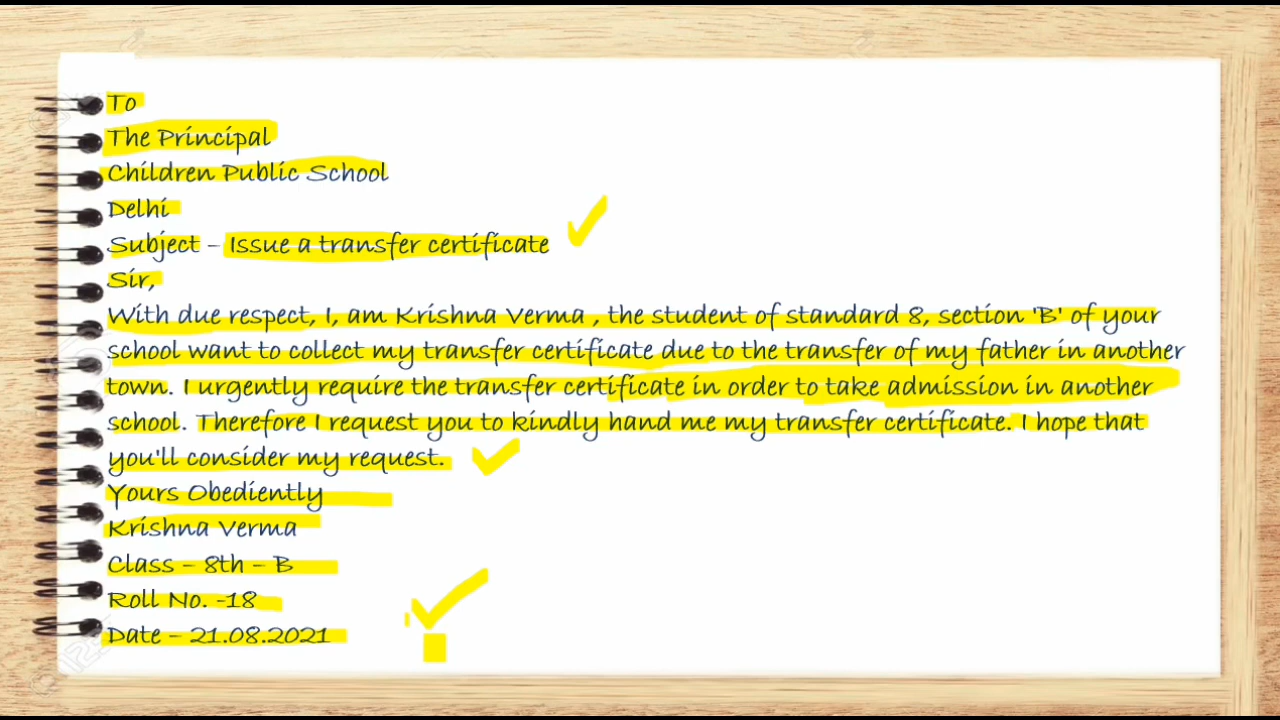 To
The Principal
Children Public School
Delhi
Subject - Issue a transfer certificate
Sir,
With due respect, I, am Krishna Verma , the student of standard 8, section 'B' of your
school want to collect my transfer certificate due to the transfer of my father in another
town. I urgently require the transfer certificate in order to take admission in another
school. Therefore I request you to kindly hand me my transfer certificate. I hope that
you'll consider my request.
Yours Obediently
Krishna Verma
Class - 8th - B
Roll No. -18
Date - 21.08.2021